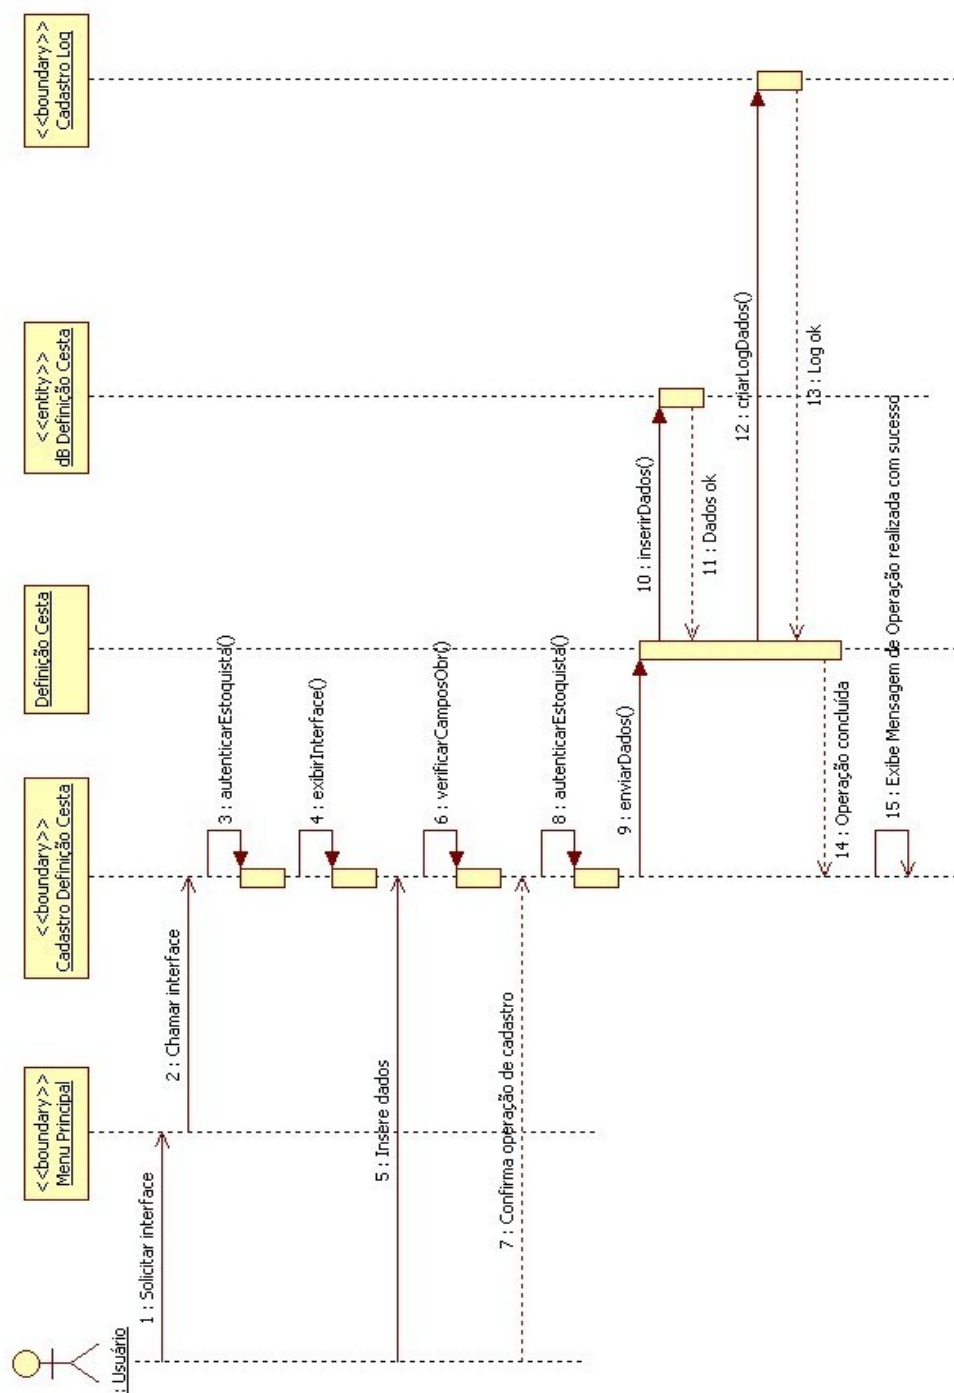 : Usuário
<<boundary>>
Menu Principal
<<boundary>>
Cadastro Definição Cesta
Definição Cesta
<<entity>>
dB Definição Cesta
<<boundary>>
Cadastro Log
1 : Solicitar interface
2 : Chamar interface
3 : autenticarEstoquista()
4 : exibirInterface()
5 : Insere dados
6 : verificarCamposObr()
7 : Confirma operação de cadastro
8 : autenticarEstoquista()
9 : enviarDados()
10 : inserirDados()
11 : Dados ok
12 : criarLogDados()
13 : Log ok
14 : Operação concluída
15 : Exibe Mensagem de Operação realizada com sucesso